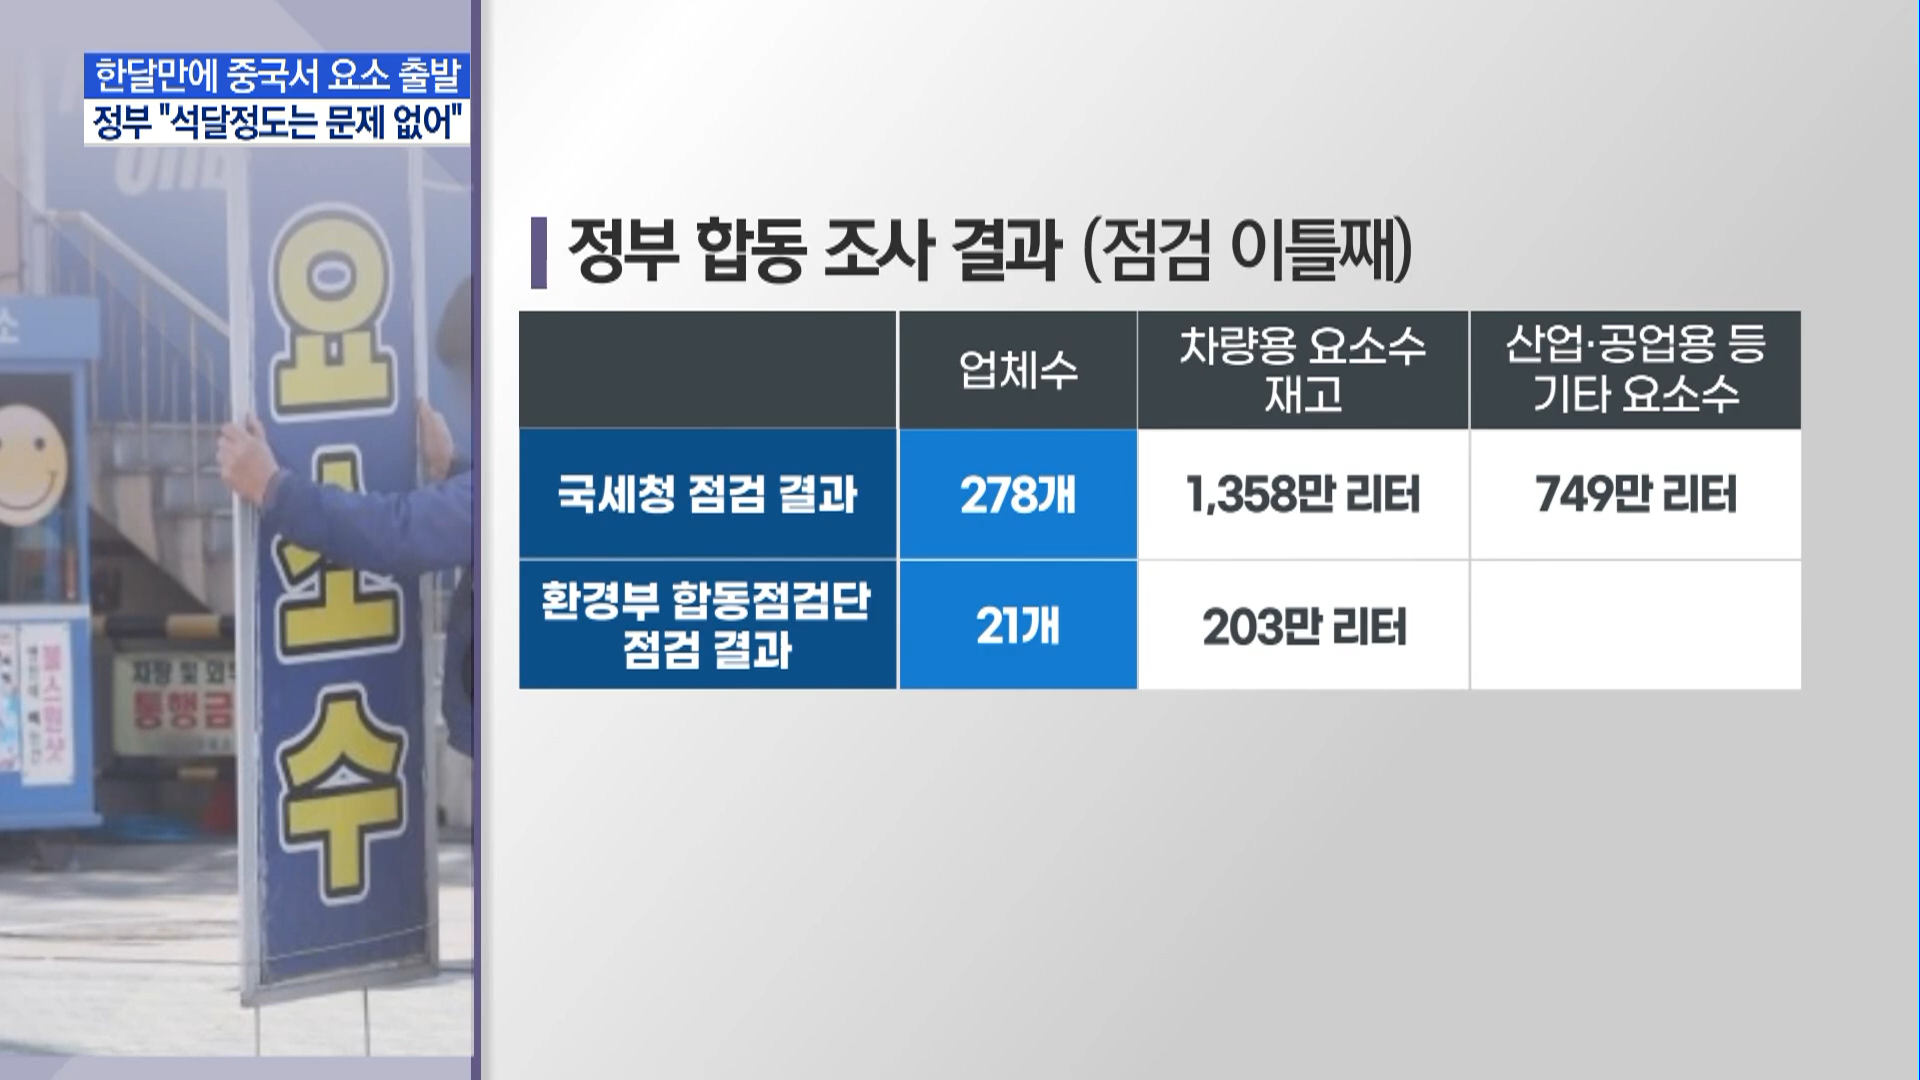 한달만에 중국서 요소 출발
정부 "석달정도는 문제 없어"
요소수
통행금
정부 합동 조사 결과 (점검 이틀째)
업체수
차량용 요소수
재고
산업·공업용 등
기타 요소수
국세청 점검 결과
278개
1,358만 리터
749만 리터
환경부 합동점검단
점검 결과
21개
203만 리터